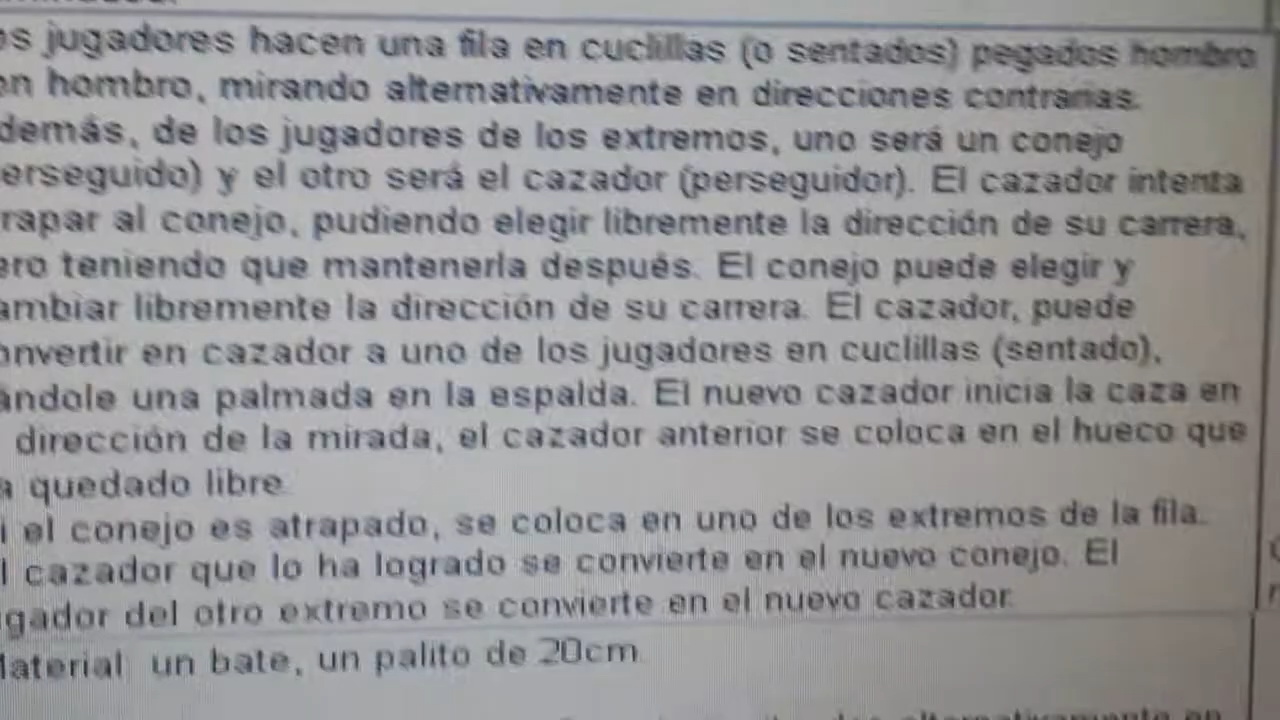 os jugadores hacen una fila en cuclillas (o sentados) pegados hombro
on hombro, mirando alternativamente en direcciones contrarias.
demás, de los jugadores de los extremos, uno será un conejo
erseguido) y el otro será el cazador (perseguidor). El cazador intenta
rapar al conejo, pudiendo elegir libremente la dirección de su carrera,
ero teniendo que mantenerla después. El conejo puede elegir y
ambiar libremente la dirección de su carrera. El cazador, puede
onvertir en cazador a uno de los jugadores en cuclillas (sentado),
ándole una palmada en la espalda. El nuevo cazador inicia la caza en
dirección de la mirada, el cazador anterior se coloca en el hueco que
a quedado libre.
i el conejo es atrapado, se coloca en uno de los extremos de la fila.
l cazador que lo ha logrado se convierte en el nuevo conejo. El
ugador del otro extremo se convierte en el nuevo cazador.
Material: un bate, un palito de 20cm.
alternativamente en